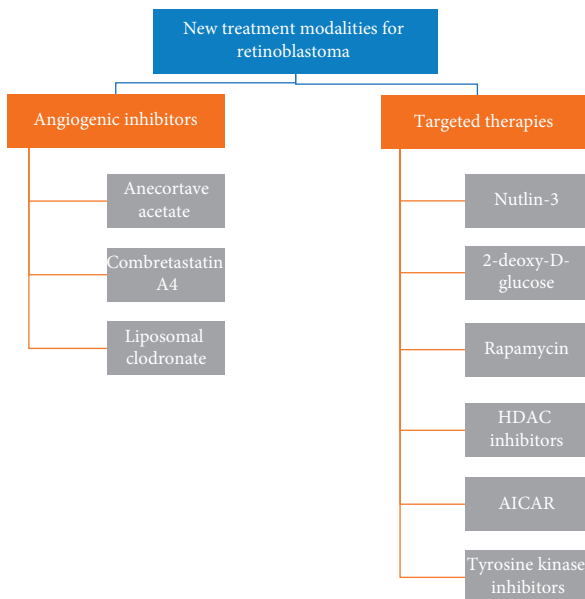 New treatment modalities for
retinoblastoma
Angiogenic inhibitors
Anecortave
acetate
Combretastatin
A4
Liposomal
clodronate
Targeted therapies
Nutlin-3
2-deoxy-D-
glucose
Rapamycin
HDAC
inhibitors
AICAR
Tyrosine kinase
inhibitors